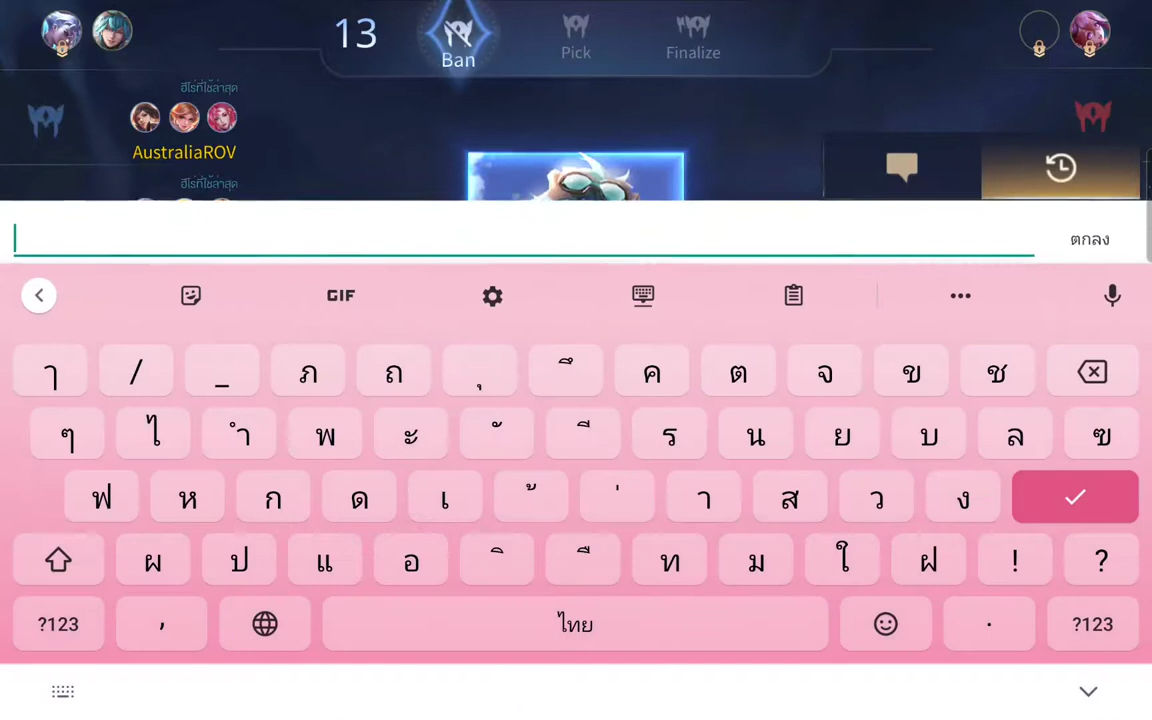 13
Ban
Pick
Finalize
ฮีโร่ที่ใช้ล่าสุด
AustraliaROV
ฮีโร่ที่ใช้ล่าสุด
ตกลง
GIF
ๅ / _ ภ ถ ุ ึ ค ต จ ข ช
ๆ ไ ำ พ ะ ั ี ร น ย บ ล ฃ
ฟ ห ก ด เ ้ ่ า ส ว ง
ผ ป แ อ ิ ื ท ม ใ ฝ ! ?
?123 , ไทย . ?123